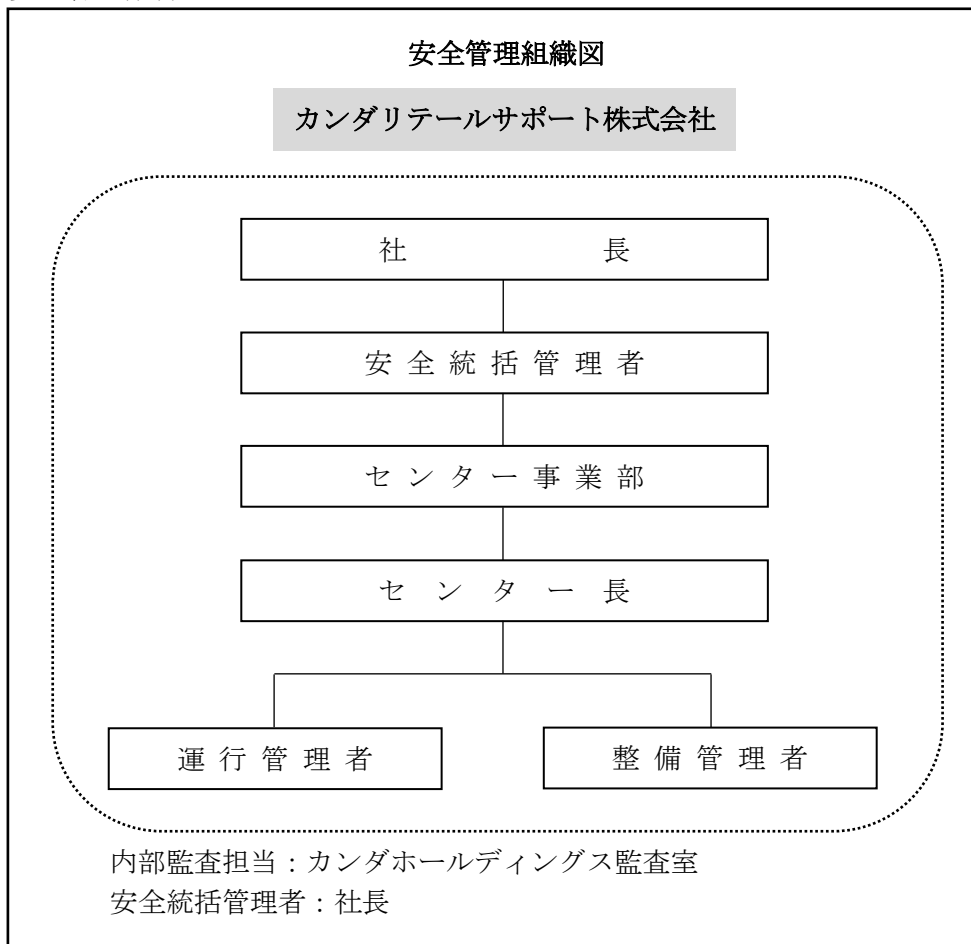 安全管理組織図
カンダリテールサポート株式会社
社長
安全統括管理者
センター事業部
センター長
運行管理者 整備管理者
内部監査担当：カンダホールディングス監査室
安全統括管理者：社長